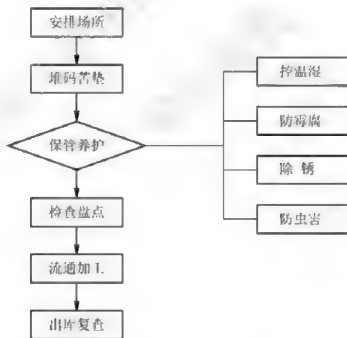 安排场所
堆码苫垫
保管养护
检查盘点
流通加工
出库复查
控温湿
防霉腐
除 锈
防虫害